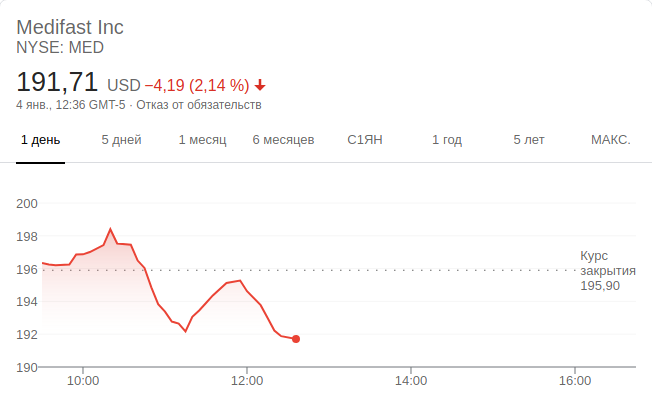 Medifast Inc
NYSE: MED
191,71 USD −4,19 (2,14 %)
4 янв., 12:36 GMT-5 · Отказ от обязательств
1 день 5 дней 1 месяц 6 месяцев С1ЯН 1 год 5 лет МАКС.
200
198
196
194
192
190
Курс
закрытия
195,90
10:00 12:00 14:00 16:00